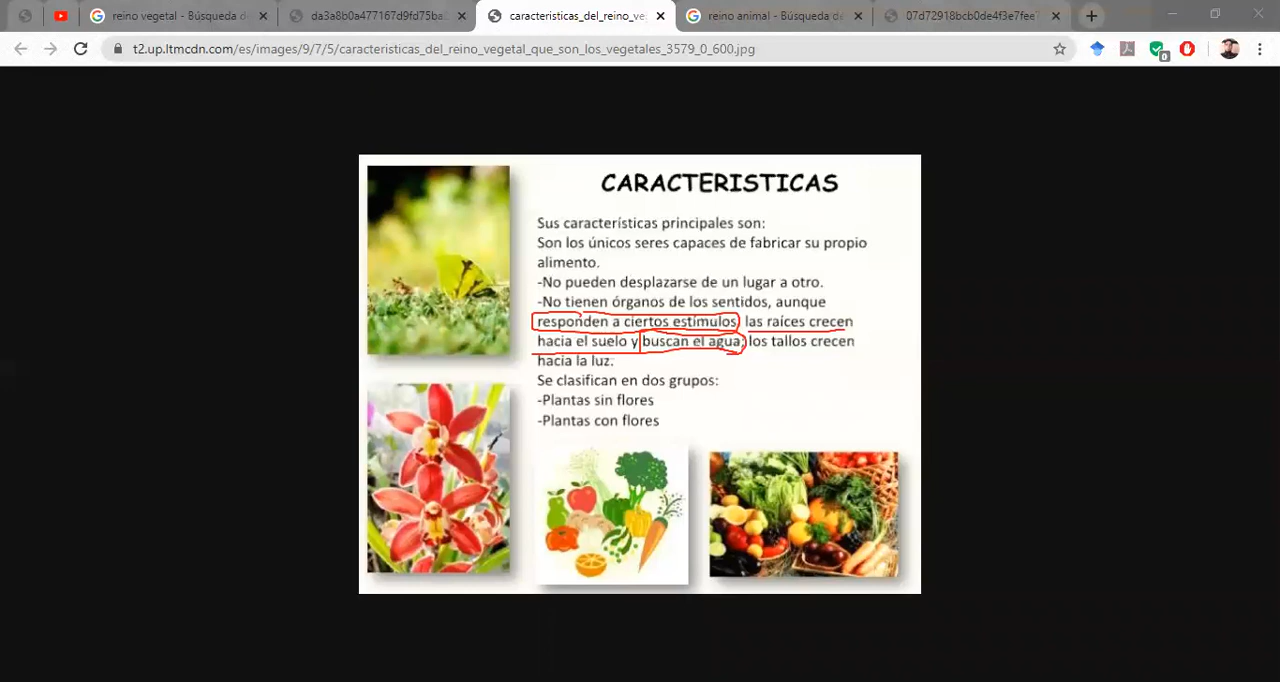 reino vegetal - Búsqueda d
da3a8b0a477167d9fd75ba
caracteristicas_del_reino_ve
reino animal - Búsqueda de
07d72918bcb0de4f3e7fee7
t2.up.ltmcdn.com/es/images/9/7/5/caracteristicas_del_reino_vegetal_que_son_los_vegetales_3579_0_600.jpg
0
CARACTERISTICAS
Sus características principales son:
Son los únicos seres capaces de fabricar su propio
alimento.
-No pueden desplazarse de un lugar a otro.
-No tienen órganos de los sentidos, aunque
responden a ciertos estímulos, las raíces crecen
hacia el suelo y buscan el agua, los tallos crecen
hacia la luz.
Se clasifican en dos grupos:
-Plantas sin flores
-Plantas con flores